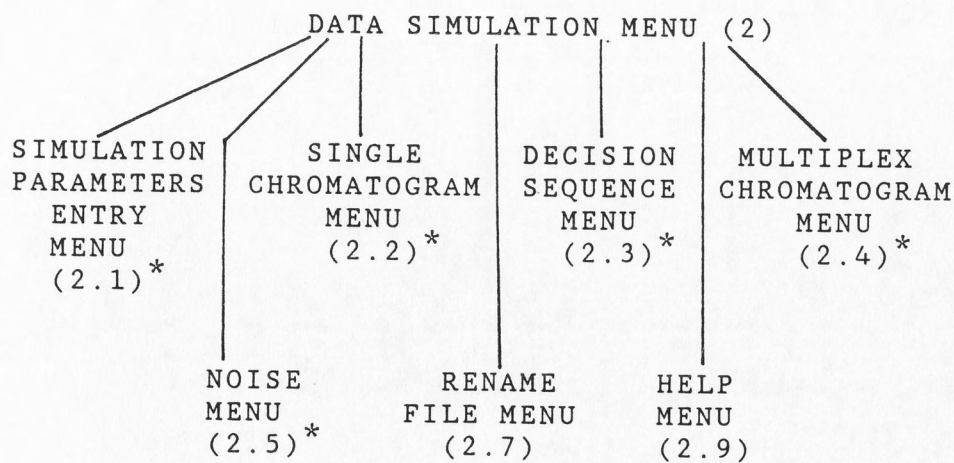 DATA SIMULATION MENU (2)
SIMULATION
PARAMETERS
ENTRY
MENU
(2.1)*
SINGLE
CHROMATOGRAM
MENU
(2.2)*
DECISION
SEQUENCE
MENU
(2.3)*
MULTIPLEX
CHROMATOGRAM
MENU
(2.4)*
NOISE
MENU
(2.5)*
RENAME
FILE MENU
(2.7)
HELP
MENU
(2.9)